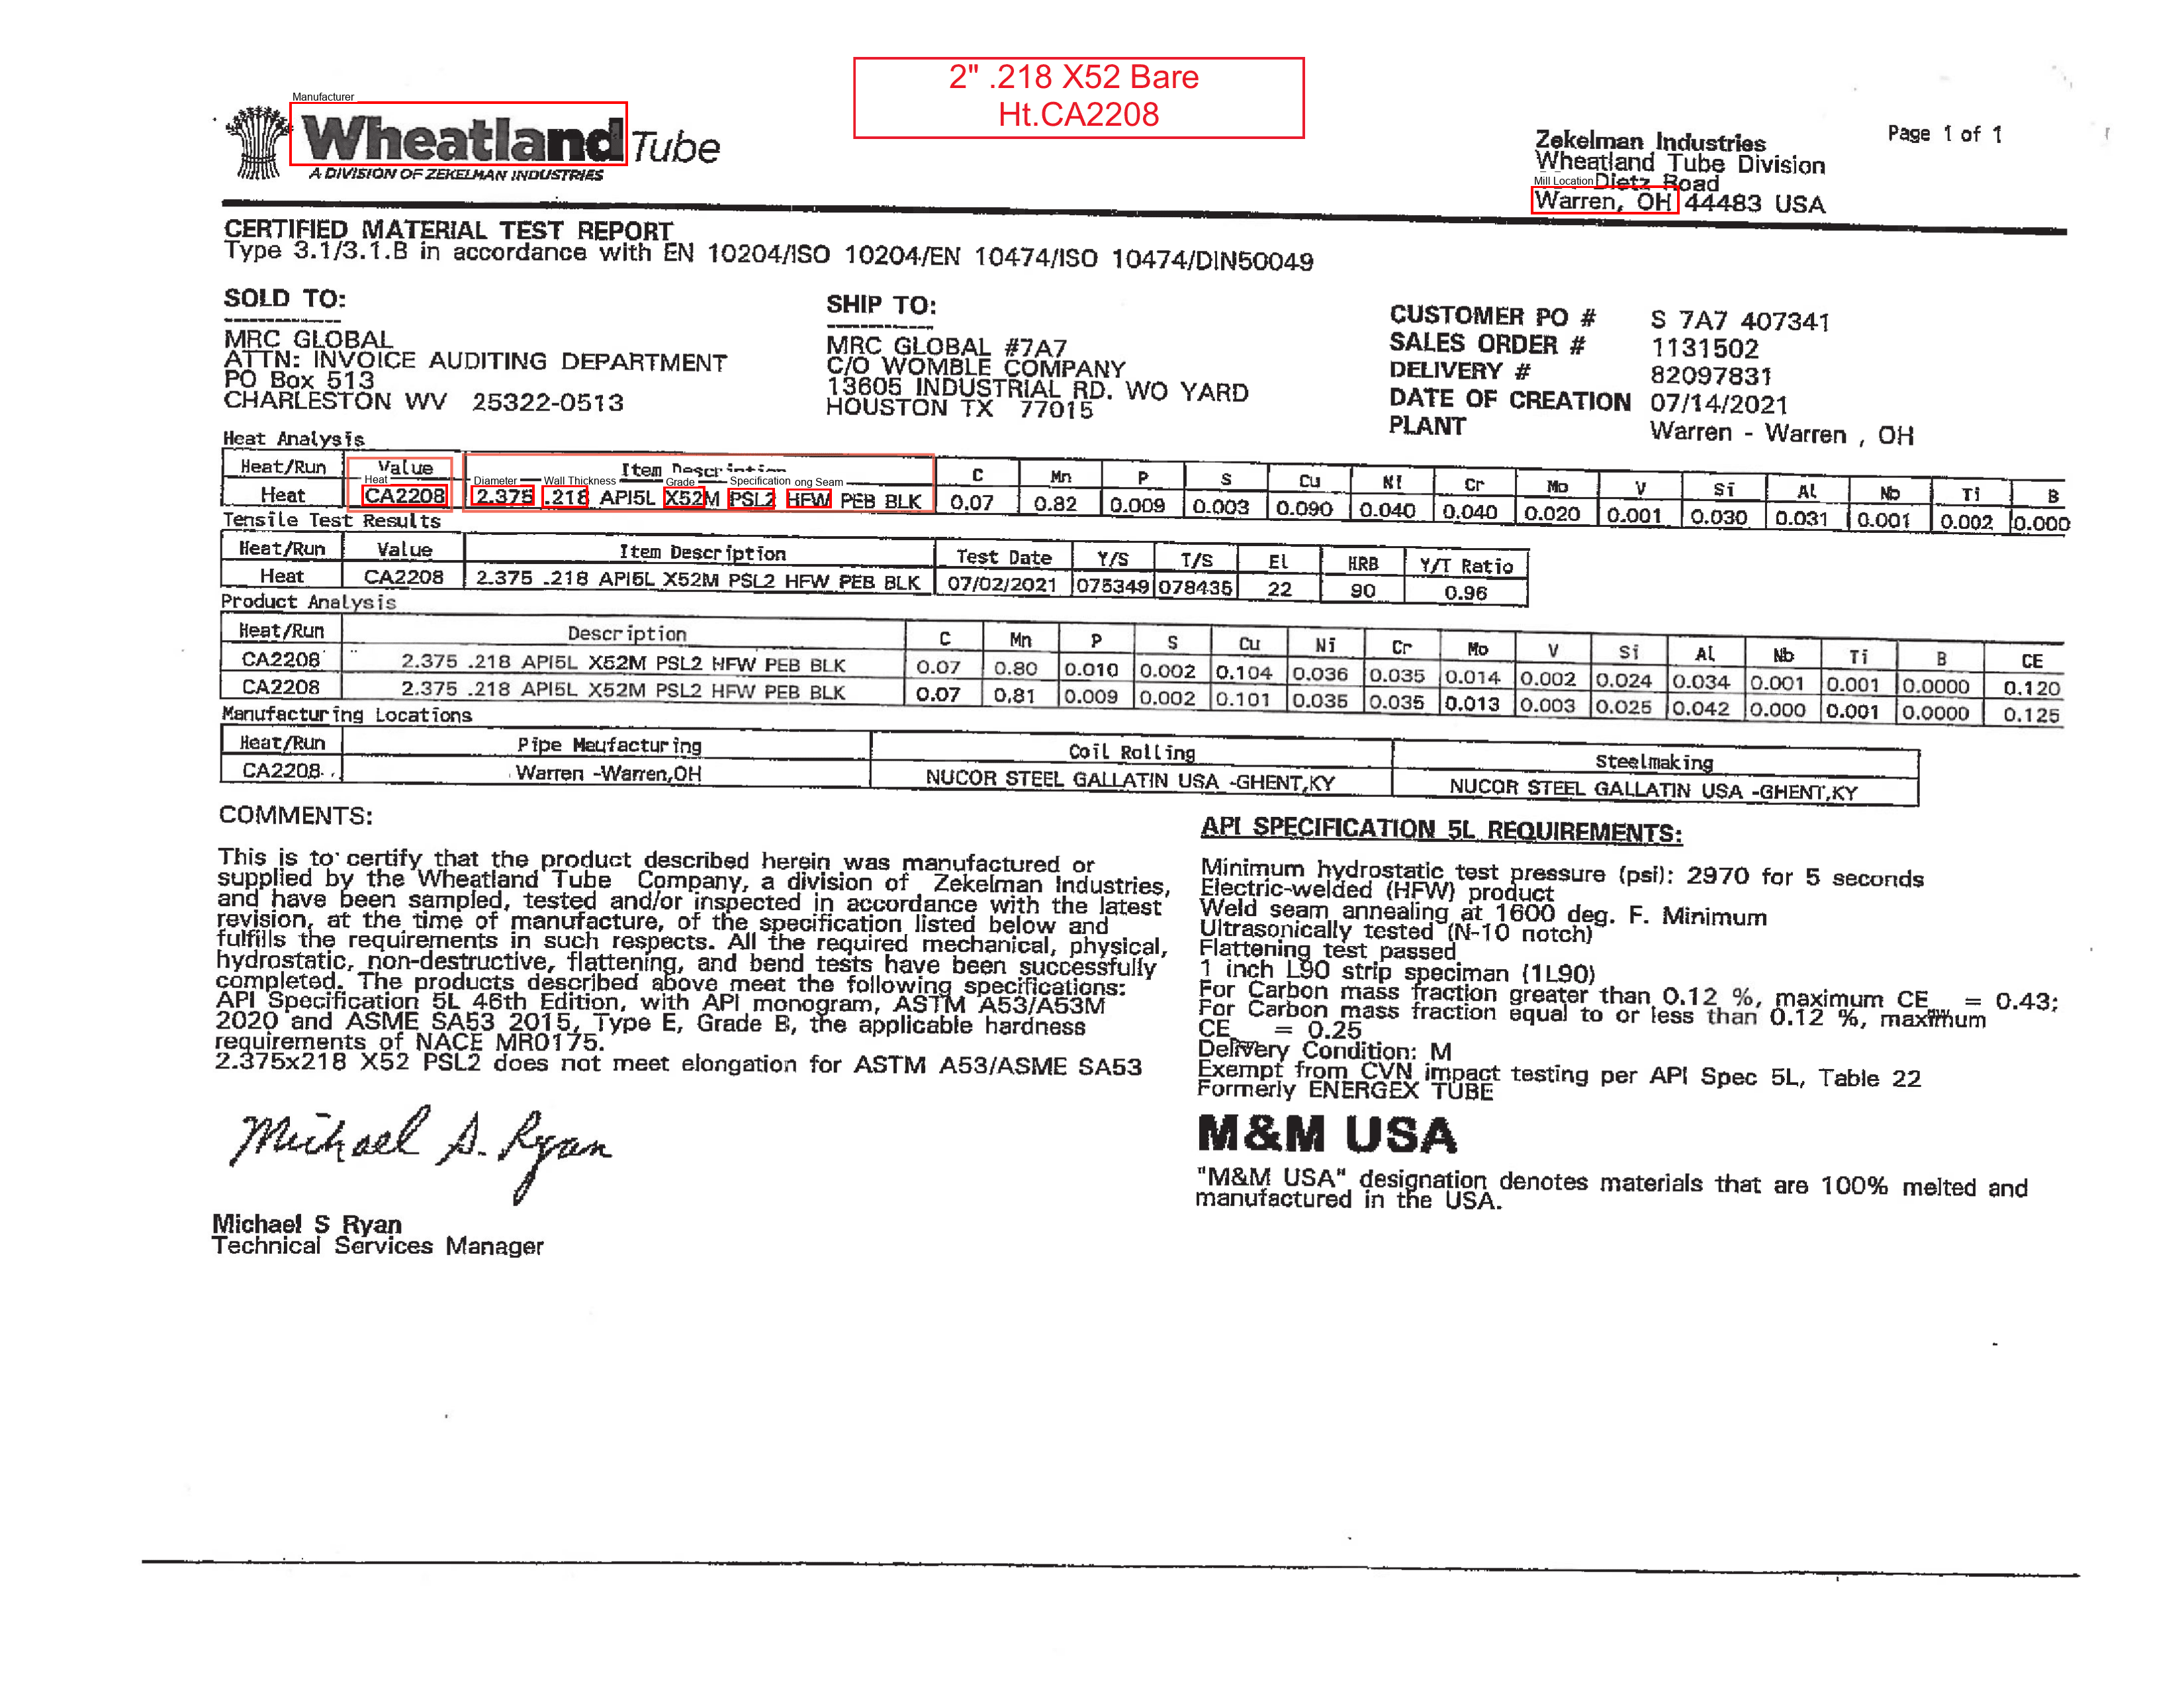 2" .218 X52 Bare
Ht.CA2208
Manufacturer
Wheatland Tube
A DIVISION OF ZEKELMAN INDUSTRIES
Page 1 of 1
Zekelman Industries
Wheatland Tube Division
Mill Location Dietz Road
Warren, OH 44483 USA
CERTIFIED MATERIAL TEST REPORT
Type 3.1/3.1.B in accordance with EN 10204/ISO 10204/EN 10474/ISO 10474/DIN50049
SOLD TO:
MRC GLOBAL
ATTN: INVOICE AUDITING DEPARTMENT
PO Box 513
CHARLESTON WV 25322-0513
SHIP TO:
MRC GLOBAL #7A7
C/O WOMBLE COMPANY
13605 INDUSTRIAL RD. WO YARD
HOUSTON TX 77015
CUSTOMER PO # S 7A7 407341
SALES ORDER # 1131502
DELIVERY # 82097831
DATE OF CREATION 07/14/2021
PLANT Warren - Warren , OH
Heat Analysis
Heat/Run Value Item Description C Mn P S Cu Ni Cr Mo V Si Al Nb Ti B
Heat Diameter Wall Thickness Grade Specification ong Seam
Heat CA2208 2.375 .218 API5L X52M PSL2 HFW PEB BLK 0.07 0.82 0.009 0.003 0.090 0.040 0.040 0.020 0.001 0.030 0.031 0.001 0.002 0.000
Tensile Test Results
Heat/Run Value Item Description Test Date Y/S T/S El HRB Y/T Ratio
Heat CA2208 2.375 .218 API5L X52M PSL2 HFW PEB BLK 07/02/2021 075349 078435 22 90 0.96
Product Analysis
Heat/Run Description C Mn P S Cu Ni Cr Mo V Si Al Nb Ti B CE
CA2208 2.375 .218 API5L X52M PSL2 HFW PEB BLK 0.07 0.80 0.010 0.002 0.104 0.036 0.035 0.014 0.002 0.024 0.034 0.001 0.001 0.0000 0.120
CA2208 2.375 .218 API5L X52M PSL2 HFW PEB BLK 0.07 0.81 0.009 0.002 0.101 0.035 0.035 0.013 0.003 0.025 0.042 0.000 0.001 0.0000 0.125
Manufacturing Locations
Heat/Run Pipe Meufacturing Coil Rolling Steelmaking
CA2208 Warren -Warren,OH NUCOR STEEL GALLATIN USA -GHENT,KY NUCOR STEEL GALLATIN USA -GHENT,KY
COMMENTS:
This is to certify that the product described herein was manufactured or
supplied by the Wheatland Tube Company, a division of Zekelman Industries,
and have been sampled, tested and/or inspected in accordance with the latest
revision, at the time of manufacture, of the specification listed below and
fulfills the requirements in such respects. All the required mechanical, physical,
hydrostatic, non-destructive, flattening, and bend tests have been successfully
completed. The products described above meet the following specifications:
API Specification 5L 46th Edition, with API monogram, ASTM A53/A53M
2020 and ASME SA53 2015, Type E, Grade B, the applicable hardness
requirements of NACE MR0175.
2.375x218 X52 PSL2 does not meet elongation for ASTM A53/ASME SA53
Michael S. Ryan
Michael S Ryan
Technical Services Manager
API SPECIFICATION 5L REQUIREMENTS:
Minimum hydrostatic test pressure (psi): 2970 for 5 seconds
Electric-welded (HFW) product
Weld seam annealing at 1600 deg. F. Minimum
Ultrasonically tested (N-10 notch)
Flattening test passed
1 inch L90 strip speciman (1L90)
For Carbon mass fraction greater than 0.12 %, maximum CE = 0.43;
For Carbon mass fraction equal to or less than 0.12 %, maximum
CE = 0.25
Delivery Condition: M
Exempt from CVN impact testing per API Spec 5L, Table 22
Formerly ENERGEX TUBE
M&M USA
"M&M USA" designation denotes materials that are 100% melted and
manufactured in the USA.